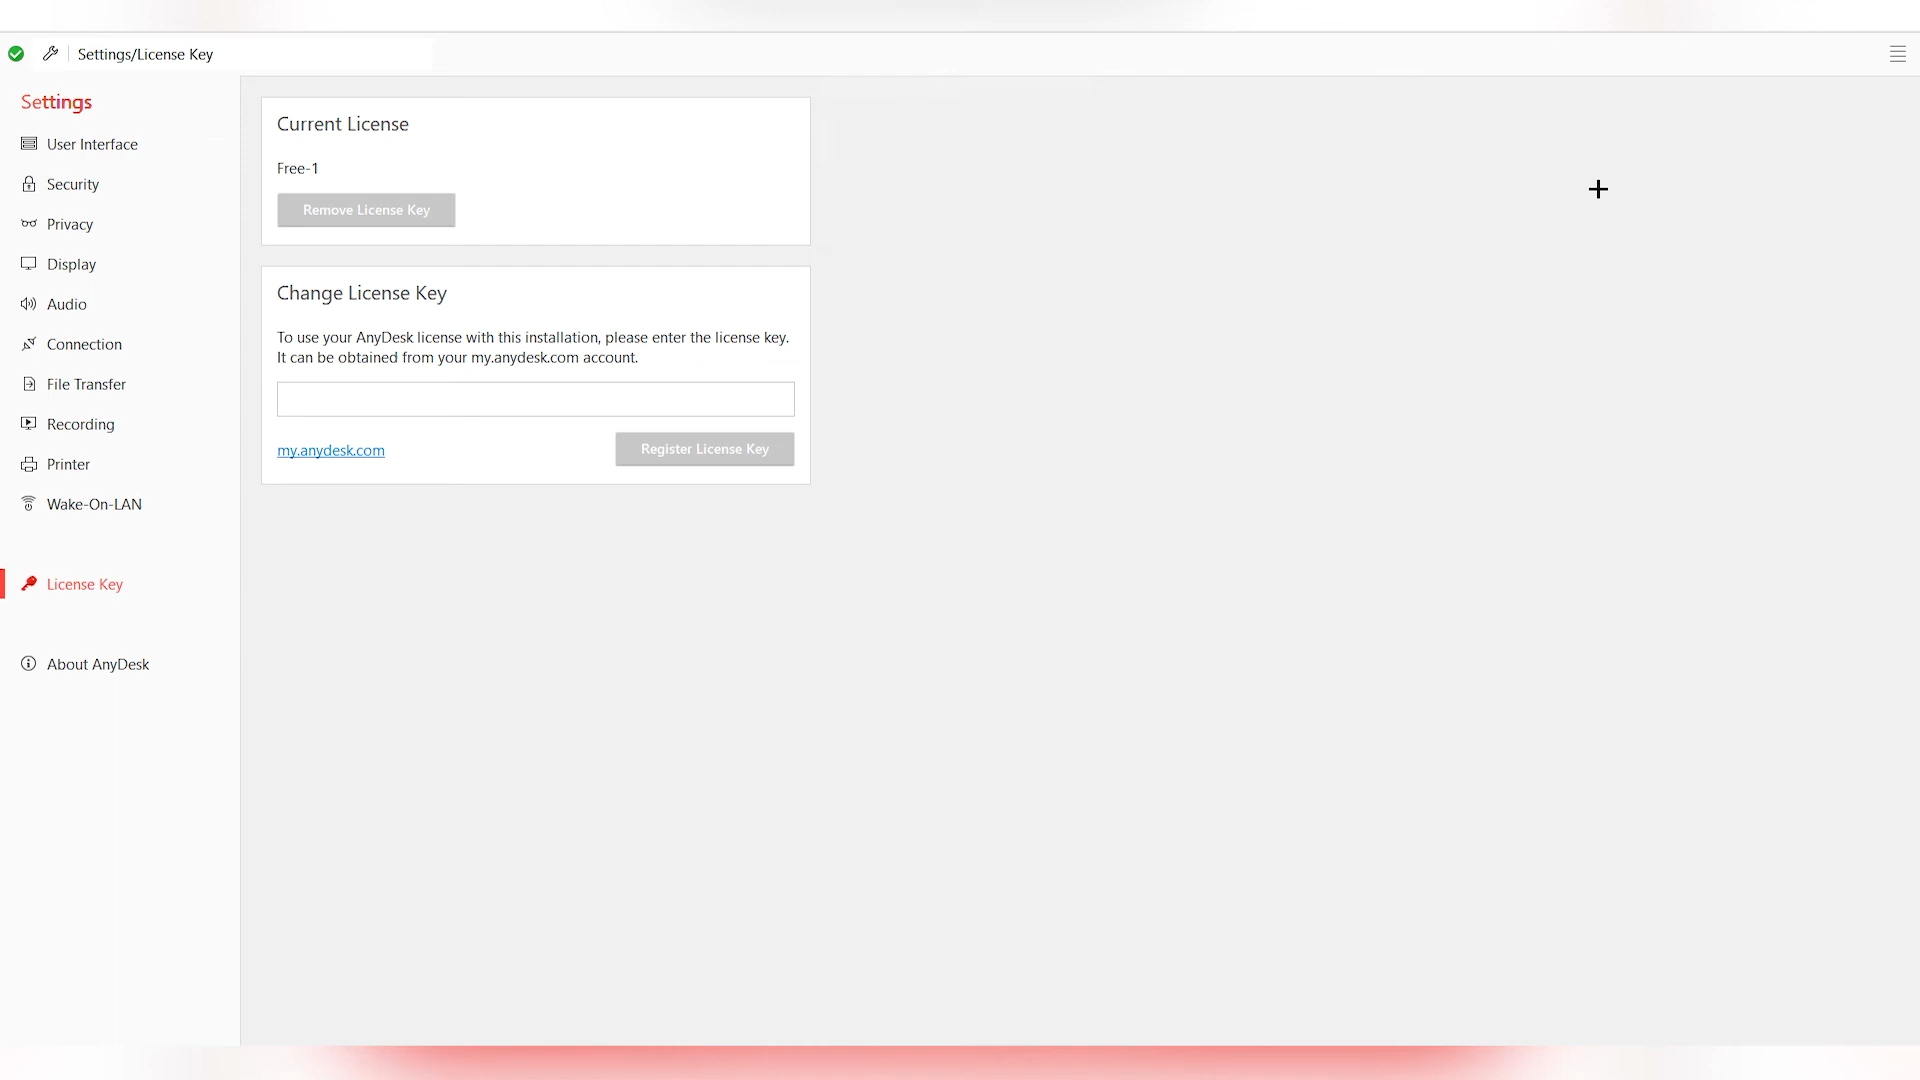 Settings/License Key
Settings
User Interface
Security
Privacy
Display
Audio
Connection
File Transfer
Recording
Printer
Wake-On-LAN
License Key
About AnyDesk
Current License
Free-1
Remove License Key
Change License Key
To use your AnyDesk license with this installation, please enter the license key.
It can be obtained from your my.anydesk.com account.
my.anydesk.com
Register License Key